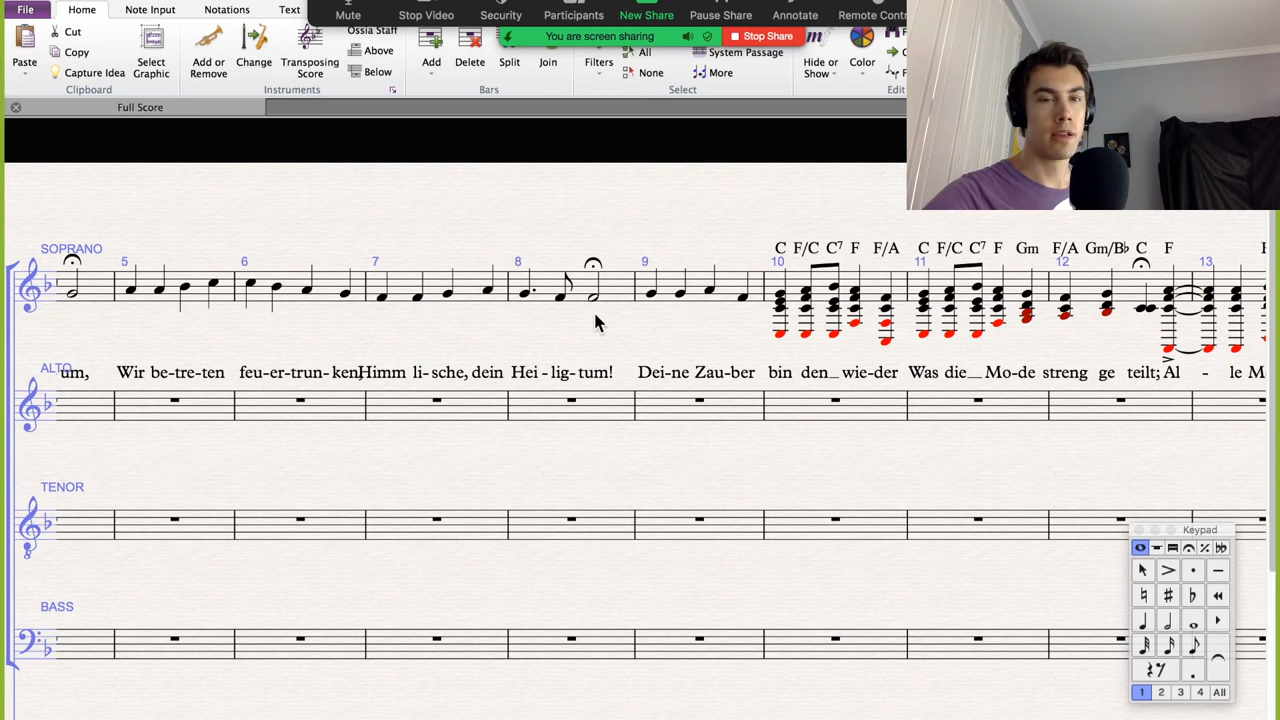 File Home Note Input Notations Text
Mute Stop Video Security Participants New Share Pause Share Annotate Remote Contr
You are screen sharing Stop Share
Paste Cut Copy Capture Idea Select Graphic
Add or Remove Change Transposing Score Ossia Staff Above Below
Add Delete Split Join Filters All None System Passage More Hide or Show Color
Clipboard Instruments Bars Select Edit
Full Score
SOPRANO
C F/C C7 F F/A C F/C C7 F Gm F/A Gm/B♭ C F
5 6 7 8 9 10 11 12 13
um, Wir be-tre-ten feu-er-trun-ken, Himm li-sche, dein Hei-lig-tum! Dei-ne Zau-ber bin den_ wie-der Was die_ Mo-de streng ge teilt; Al - le M
ALTO
TENOR
8
BASS
Keypad
1 2 3 4 All